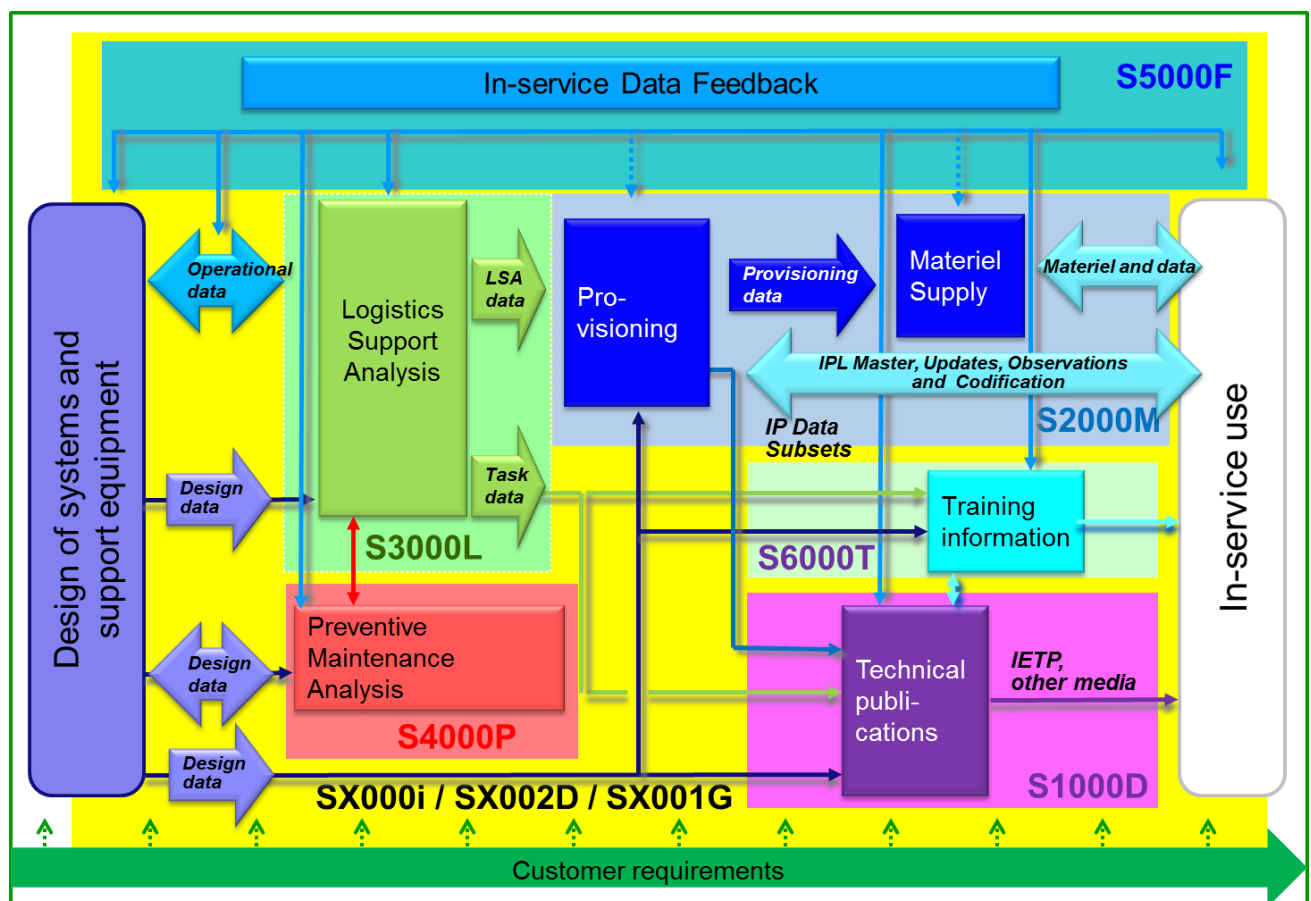 In-service Data Feedback
S5000F
Design of systems and
support equipment
Operational
data
Logistics
Support
Analysis
LSA
data
Pro-
visioning
Provisioning
data
Materiel
Supply
Materiel and data
IPL Master, Updates, Observations
and Codification
S2000M
IP Data
Subsets
In-service use
Design
data
Task
data
S3000L
Training
information
S6000T
Preventive
Maintenance
Analysis
Design
data
S4000P
Technical
publi-
cations
IETP,
other media
S1000D
Design
data
SX000i / SX002D / SX001G
Customer requirements